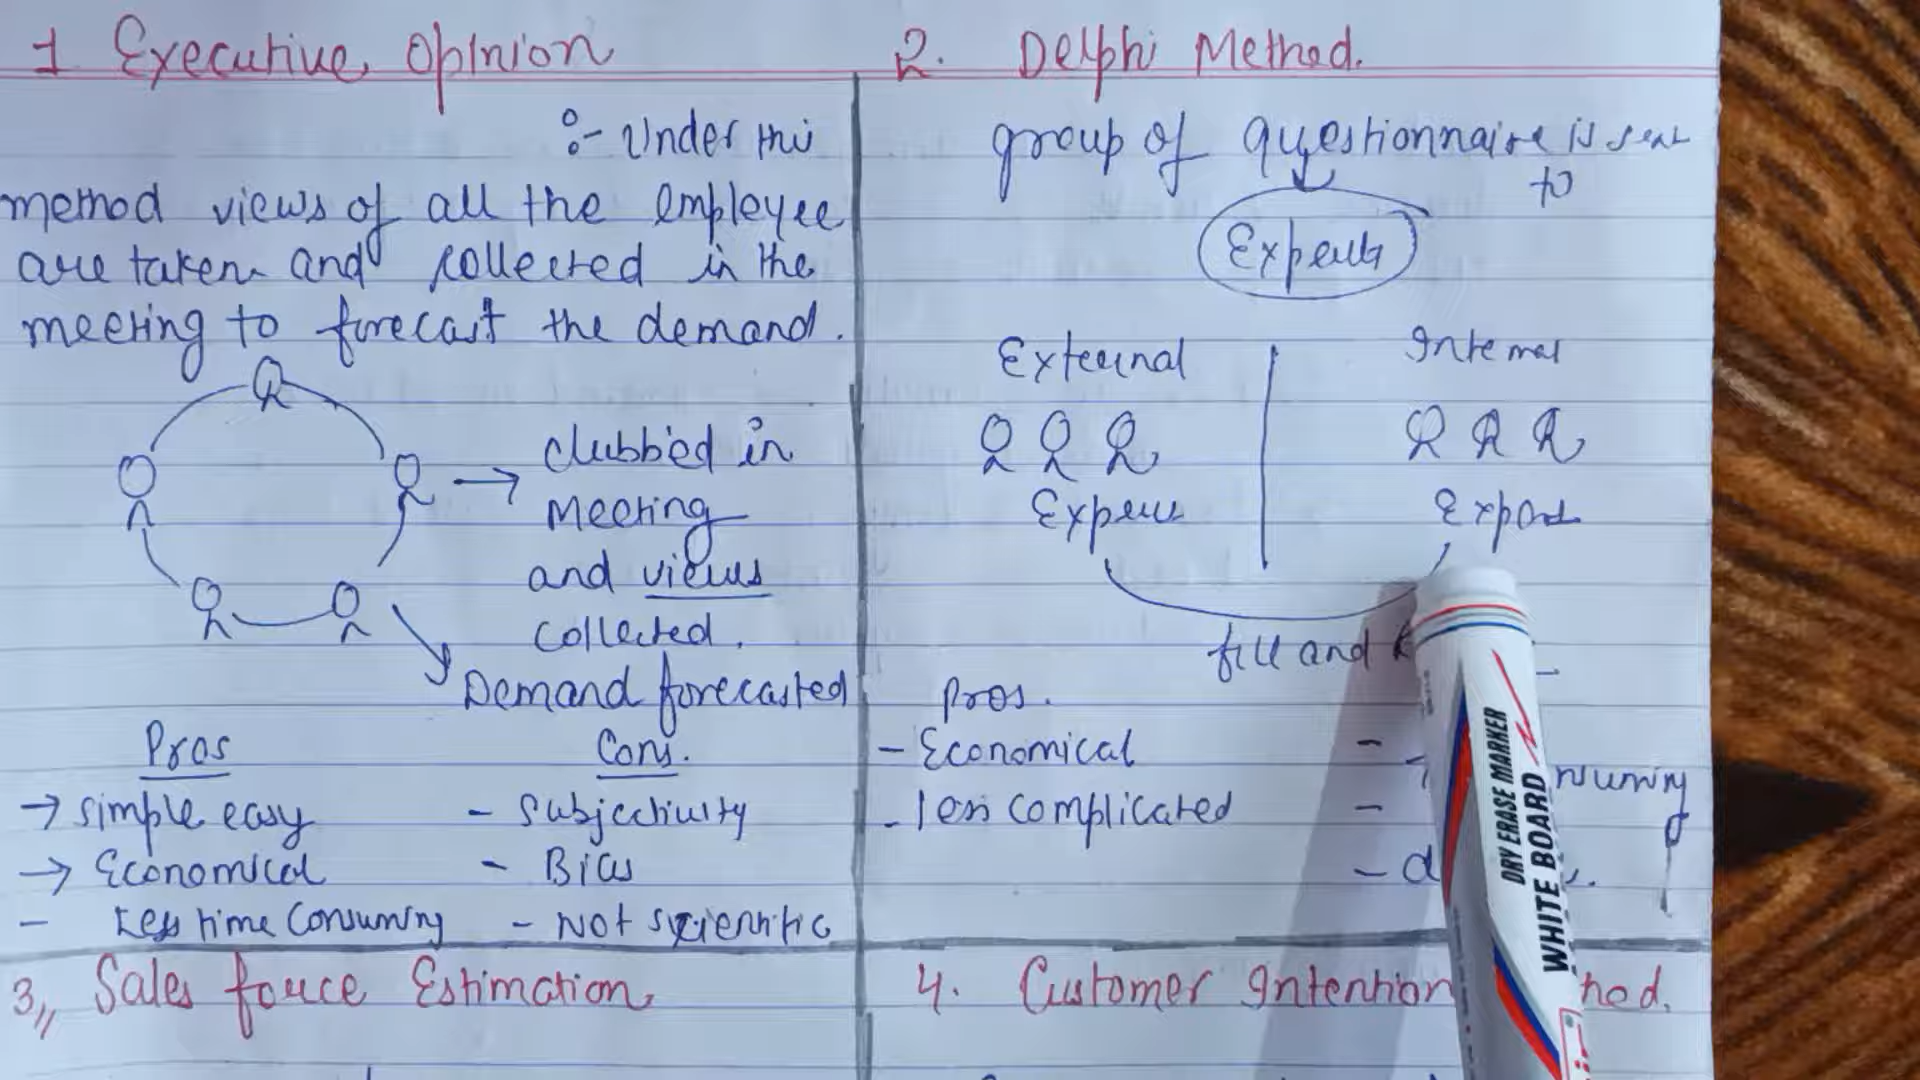 1 Executive Opinion
:- Under this
method views of all the employee
are taken and collected in the
meeting to forecast the demand.
clubbed in
meeting
and views
collected.
Demand forecasted
Pros
→ simple easy
→ Economical
- Less time Consuming
Cons.
- Subjectivity
- Bias
- Not scientific
2. Delphi Method.
group of questionnaire is sent
to
Experts
External
Internal
Experts
Expert
fill and
Pros.
- Economical
- less complicated
-
-
- d
3,, Sales force Estimation
4. Customer Intention
DRY ERASE MARKER
WHITE BOARD